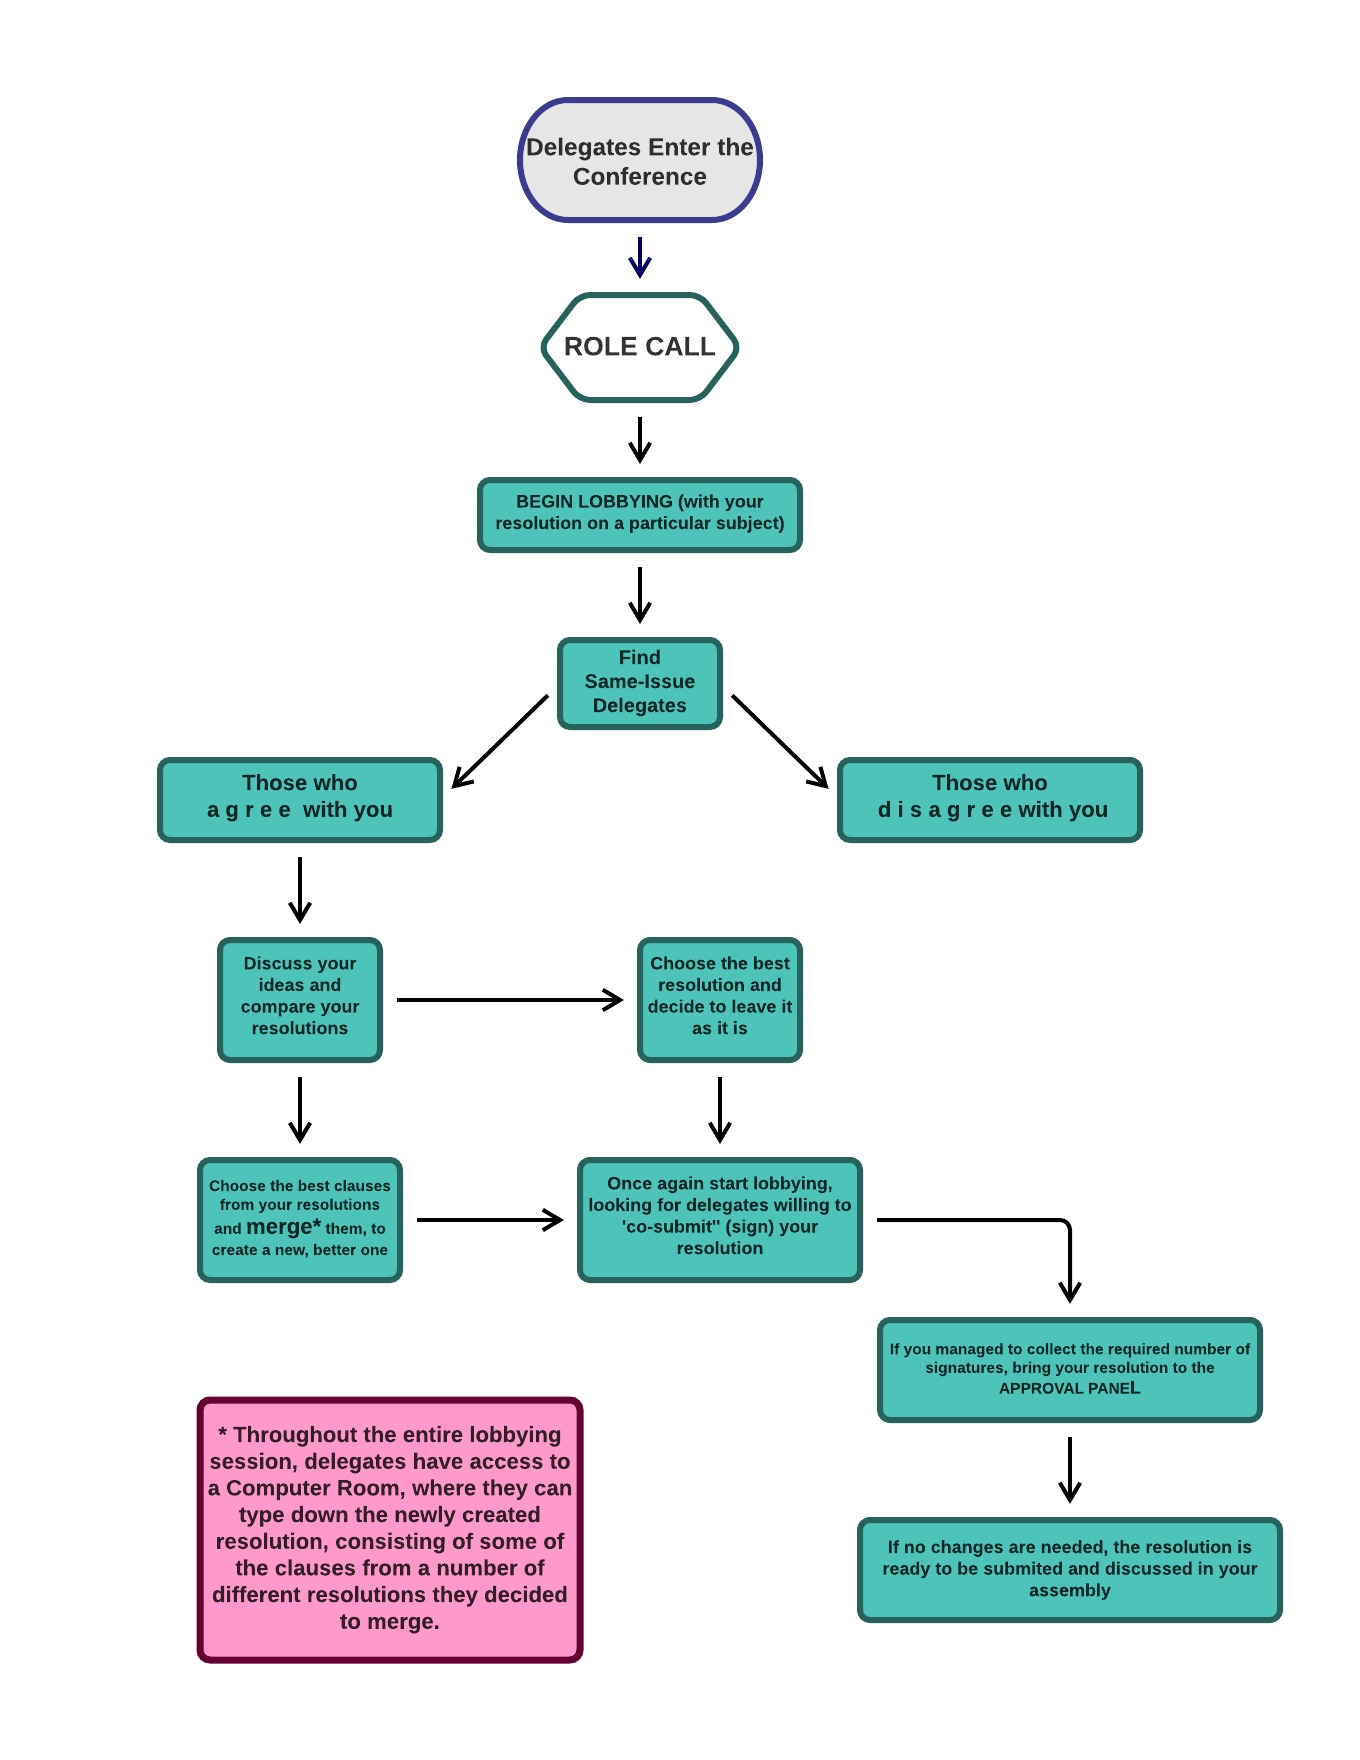 Delegates Enter the
Conference
ROLE CALL
BEGIN LOBBYING (with your
resolution on a particular subject)
Find
Same-Issue
Delegates
Those who
a g r e e  with you
Those who
d i s a g r e e with you
Discuss your
ideas and
compare your
resolutions
Choose the best
resolution and
decide to leave it
as it is
Choose the best clauses
from your resolutions
and merge* them, to
create a new, better one
Once again start lobbying,
looking for delegates willing to
'co-submit" (sign) your
resolution
If you managed to collect the required number of
signatures, bring your resolution to the
APPROVAL PANEL
* Throughout the entire lobbying
session, delegates have access to
a Computer Room, where they can
type down the newly created
resolution, consisting of some of
the clauses from a number of
different resolutions they decided
to merge.
If no changes are needed, the resolution is
ready to be submited and discussed in your
assembly